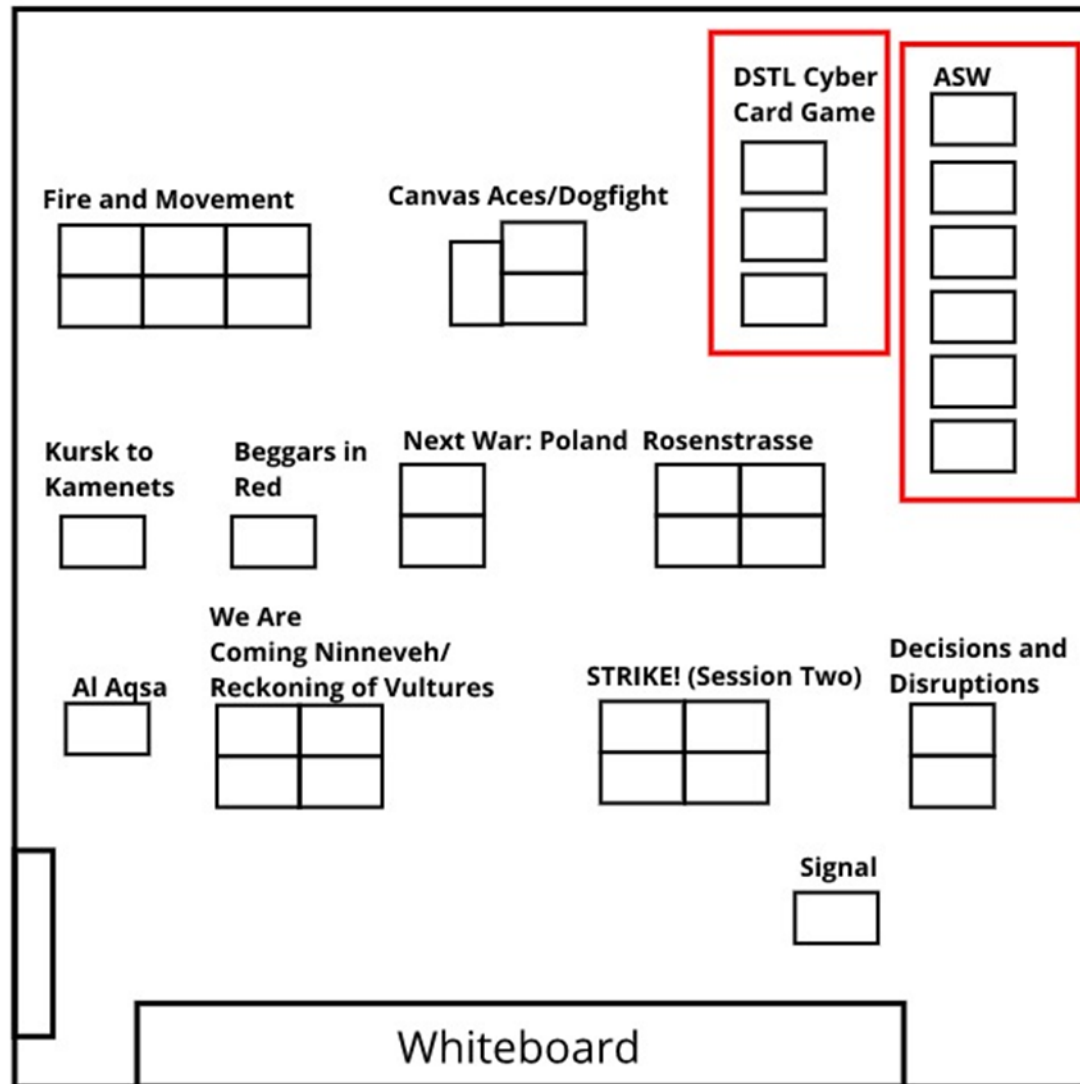 DSTL Cyber
Card Game
ASW
Fire and Movement
Canvas Aces/Dogfight
Kursk to
Kamenets
Beggars in
Red
Next War: Poland
Rosenstrasse
Al Aqsa
We Are
Coming Ninneveh/
Reckoning of Vultures
STRIKE! (Session Two)
Decisions and
Disruptions
Signal
Whiteboard